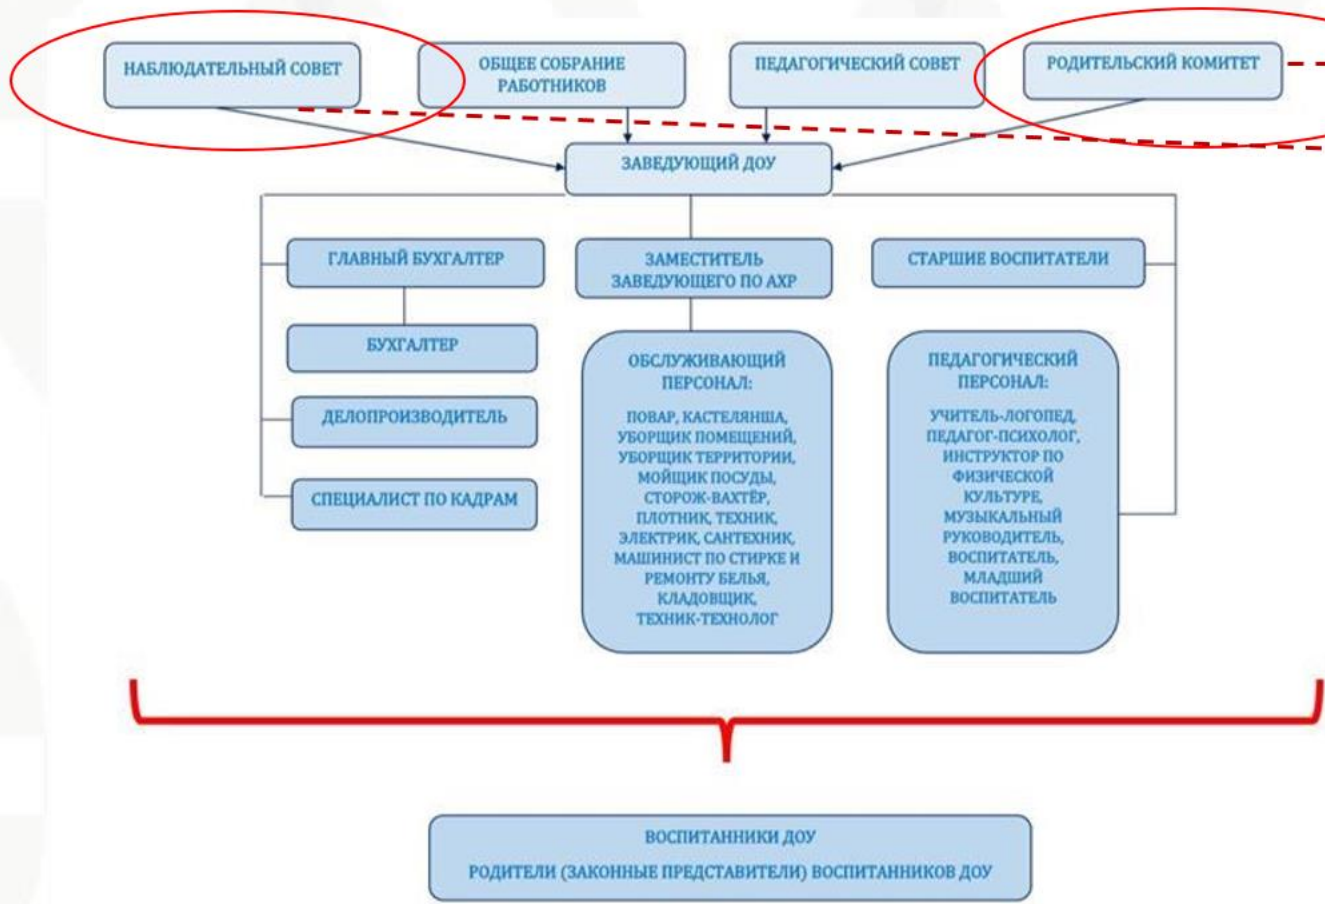 НАБЛЮДАТЕЛЬНЫЙ СОВЕТ
ОБЩЕЕ СОБРАНИЕ
РАБОТНИКОВ
ПЕДАГОГИЧЕСКИЙ СОВЕТ
РОДИТЕЛЬСКИЙ КОМИТЕТ
ЗАВЕДУЮЩИЙ ДОУ
ГЛАВНЫЙ БУХГАЛТЕР
ЗАМЕСТИТЕЛЬ
ЗАВЕДУЮЩЕГО ПО АХР
СТАРШИЕ ВОСПИТАТЕЛИ
БУХГАЛТЕР
ДЕЛОПРОИЗВОДИТЕЛЬ
СПЕЦИАЛИСТ ПО КАДРАМ
ОБСЛУЖИВАЮЩИЙ
ПЕРСОНАЛ:
ПОВАР, КАСТЕЛЯНША,
УБОРЩИК ПОМЕЩЕНИЙ,
УБОРЩИК ТЕРРИТОРИИ,
МОЙЩИК ПОСУДЫ,
СТОРОЖ-ВАХТЁР,
ПЛОТНИК, ТЕХНИК,
ЭЛЕКТРИК, САНТЕХНИК,
МАШИНИСТ ПО СТИРКЕ И
РЕМОНТУ БЕЛЬЯ,
КЛАДОВЩИК,
ТЕХНИК-ТЕХНОЛОГ
ПЕДАГОГИЧЕСКИЙ
ПЕРСОНАЛ:
УЧИТЕЛЬ-ЛОГОПЕД,
ПЕДАГОГ-ПСИХОЛОГ,
ИНСТРУКТОР ПО
ФИЗИЧЕСКОЙ
КУЛЬТУРЕ,
МУЗЫКАЛЬНЫЙ
РУКОВОДИТЕЛЬ,
ВОСПИТАТЕЛЬ,
МЛАДШИЙ
ВОСПИТАТЕЛЬ
ВОСПИТАННИКИ ДОУ
РОДИТЕЛИ (ЗАКОННЫЕ ПРЕДСТАВИТЕЛИ) ВОСПИТАННИКОВ ДОУ